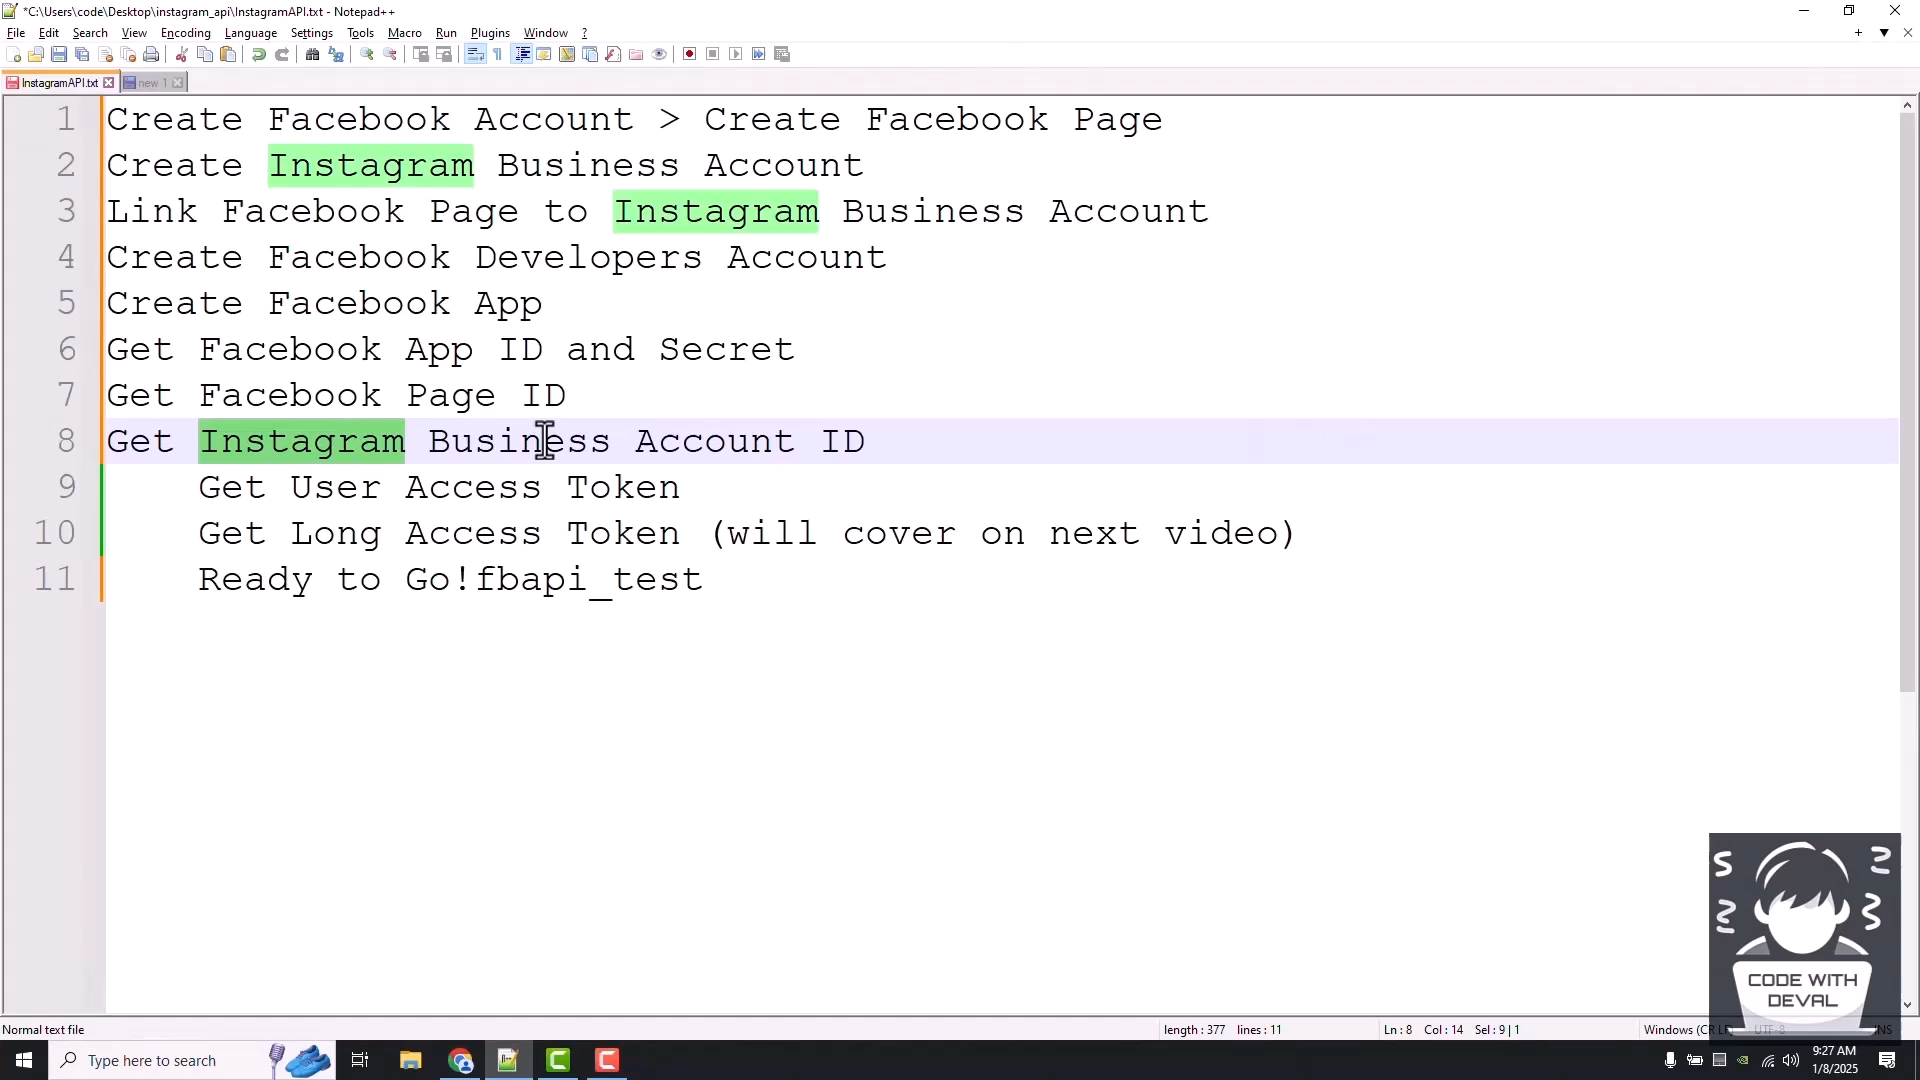 *C:\Users\code\Desktop\instagram_api\InstagramAPI.txt - Notepad++
File Edit Search View Encoding Language Settings Tools Macro Run Plugins Window ?
InstagramAPI.txt new 1
1 Create Facebook Account > Create Facebook Page
2 Create Instagram Business Account
3 Link Facebook Page to Instagram Business Account
4 Create Facebook Developers Account
5 Create Facebook App
6 Get Facebook App ID and Secret
7 Get Facebook Page ID
8 Get Instagram Business Account ID
9 Get User Access Token
10 Get Long Access Token (will cover on next video)
11 Ready to Go!fbapi_test
CODE WITH
DEVAL
Normal text file length : 377 lines : 11 Ln : 8 Col : 14 Sel : 9 | 1 Windows (CR LF) UTF-8 INS
Type here to search
9:27 AM
1/8/2025